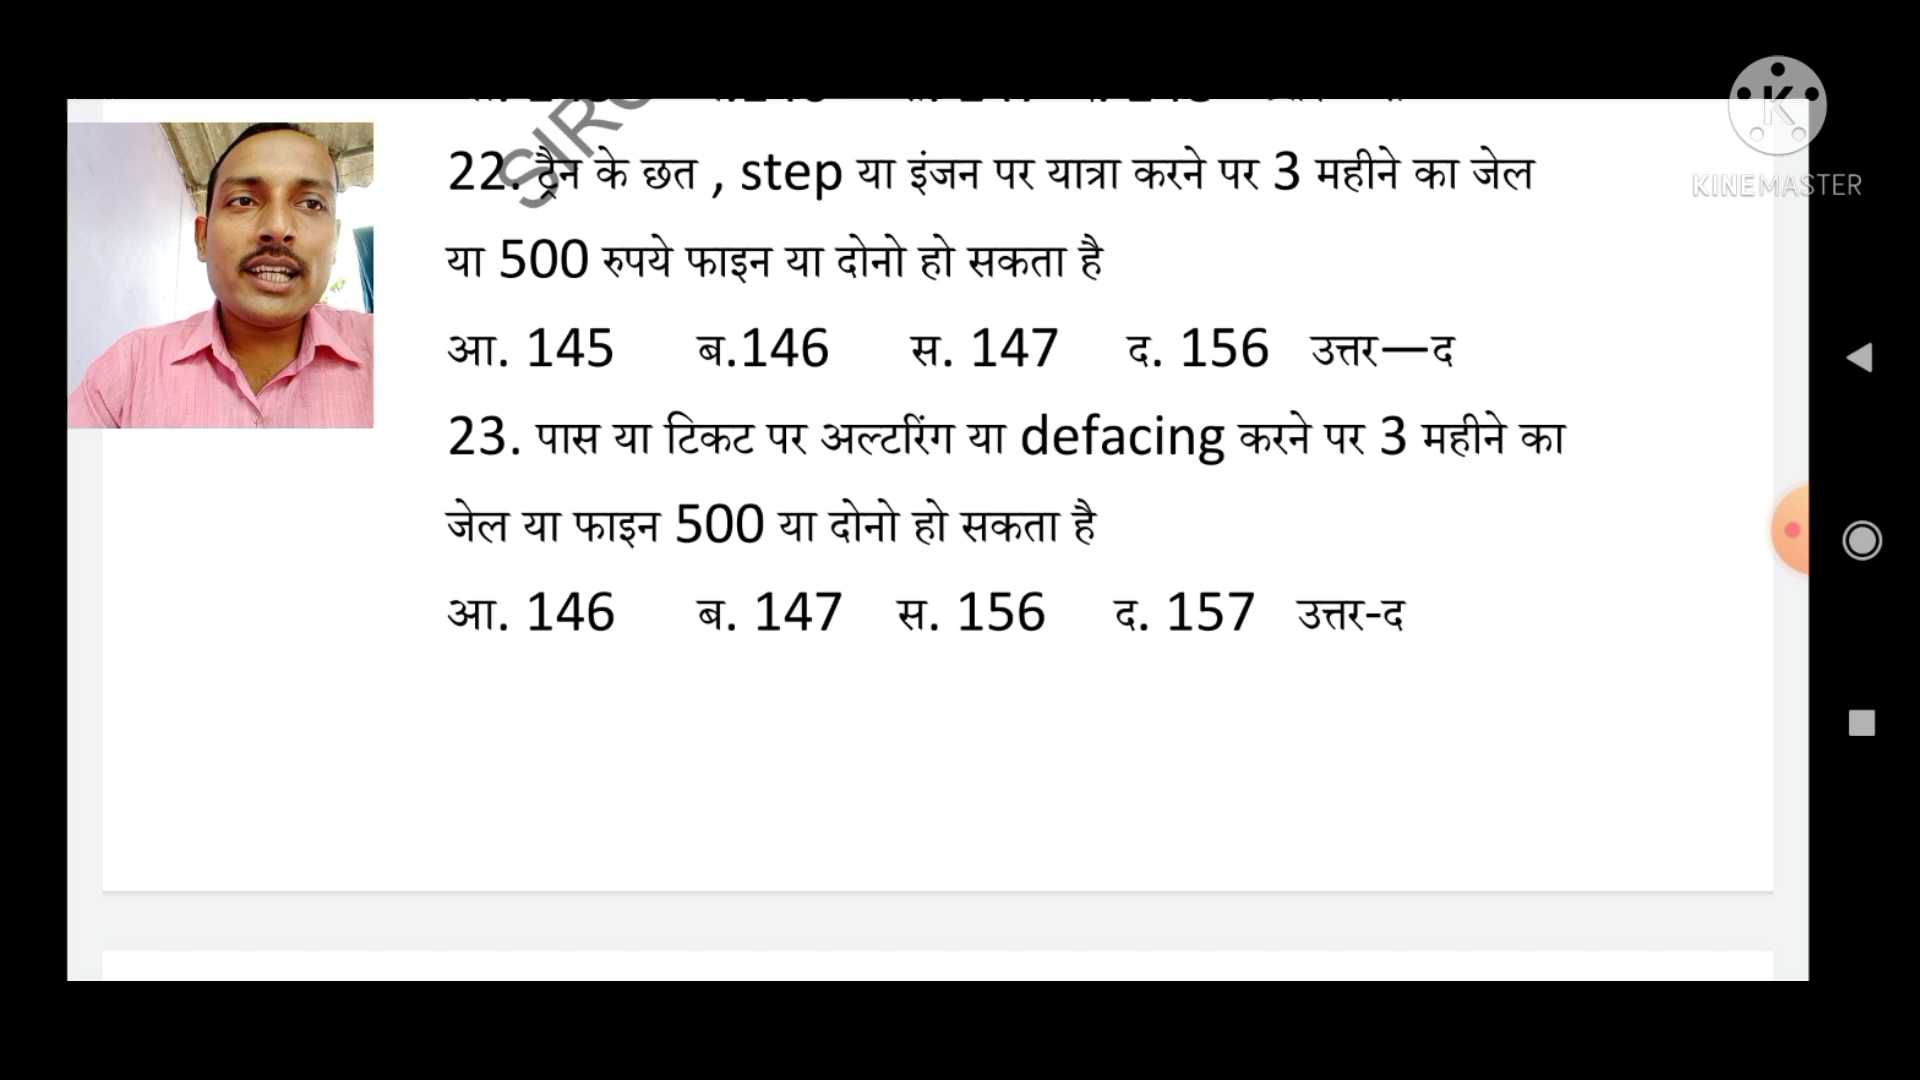 22. ट्रैन के छत , step या इंजन पर यात्रा करने पर 3 महीने का जेल
या 500 रुपये फाइन या दोनो हो सकता है
आ. 145 ब.146 स. 147 द. 156 उत्तर—द
23. पास या टिकट पर अल्टरिंग या defacing करने पर 3 महीने का
जेल या फाइन 500 या दोनो हो सकता है
आ. 146 ब. 147 स. 156 द. 157 उत्तर-द
K
KINEMASTER